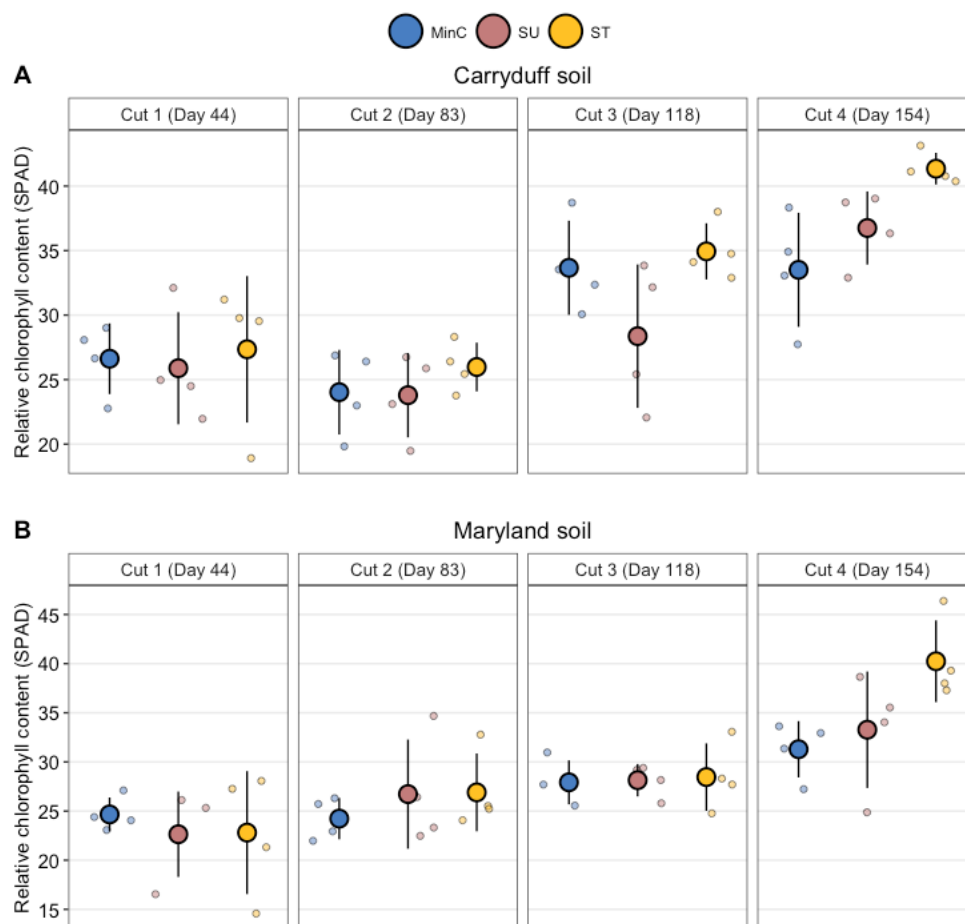 MinC SU ST
A Carryduff soil
Cut 1 (Day 44) Cut 2 (Day 83) Cut 3 (Day 118) Cut 4 (Day 154)
Relative chlorophyll content (SPAD)
40
35
30
25
20
B Maryland soil
Cut 1 (Day 44) Cut 2 (Day 83) Cut 3 (Day 118) Cut 4 (Day 154)
Relative chlorophyll content (SPAD)
45
40
35
30
25
20
15